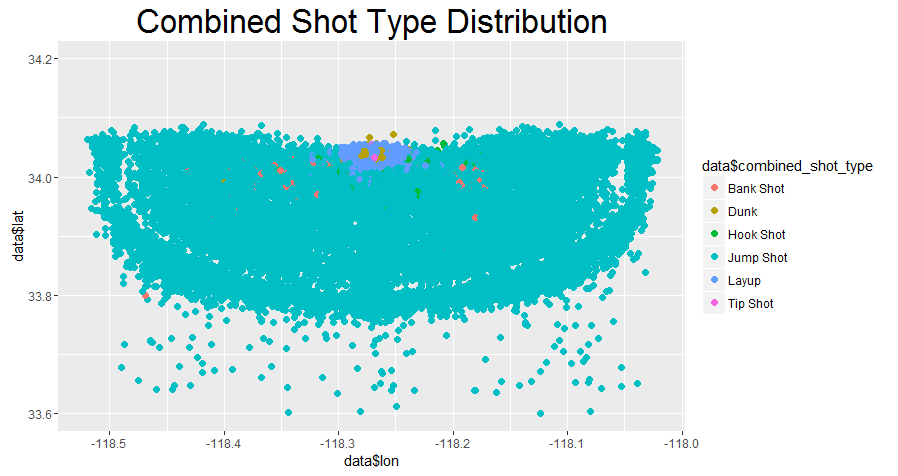 Combined Shot Type Distribution
data$lat
34.2
34.0
33.8
33.6
-118.5
-118.4
-118.3
-118.2
-118.1
-118.0
data$lon
data$combined_shot_type
Bank Shot
Dunk
Hook Shot
Jump Shot
Layup
Tip Shot